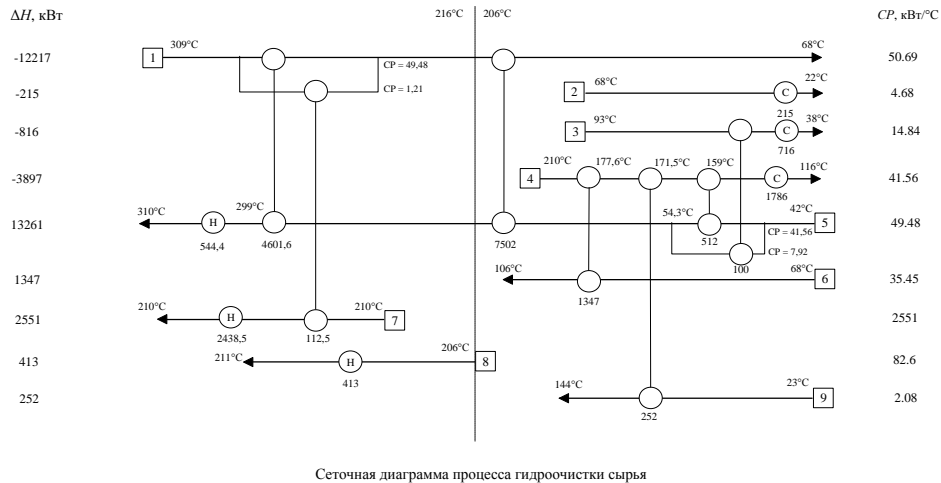 ΔH, кВт 216°C 206°C CP, кВт/°C
-12217 1 309°C CP = 49,48 68°C 50.69
-215 CP = 1,21 2 68°C C 22°C 4.68
215
-816 3 93°C C 38°C 14.84
716
-3897 4 210°C 177,6°C 171,5°C 159°C C 116°C 41.56
1786
13261 310°C H 299°C 54,3°C 42°C 5 49.48
544,4 4601,6 7502 512 CP = 41,56
CP = 7,92
100
1347 106°C 68°C 6 35.45
1347
2551 210°C H 210°C 7 2551
2438,5 112,5
413 211°C H 206°C 8 82.6
413
252 144°C 23°C 9 2.08
252
Сеточная диаграмма процесса гидроочистки сырья